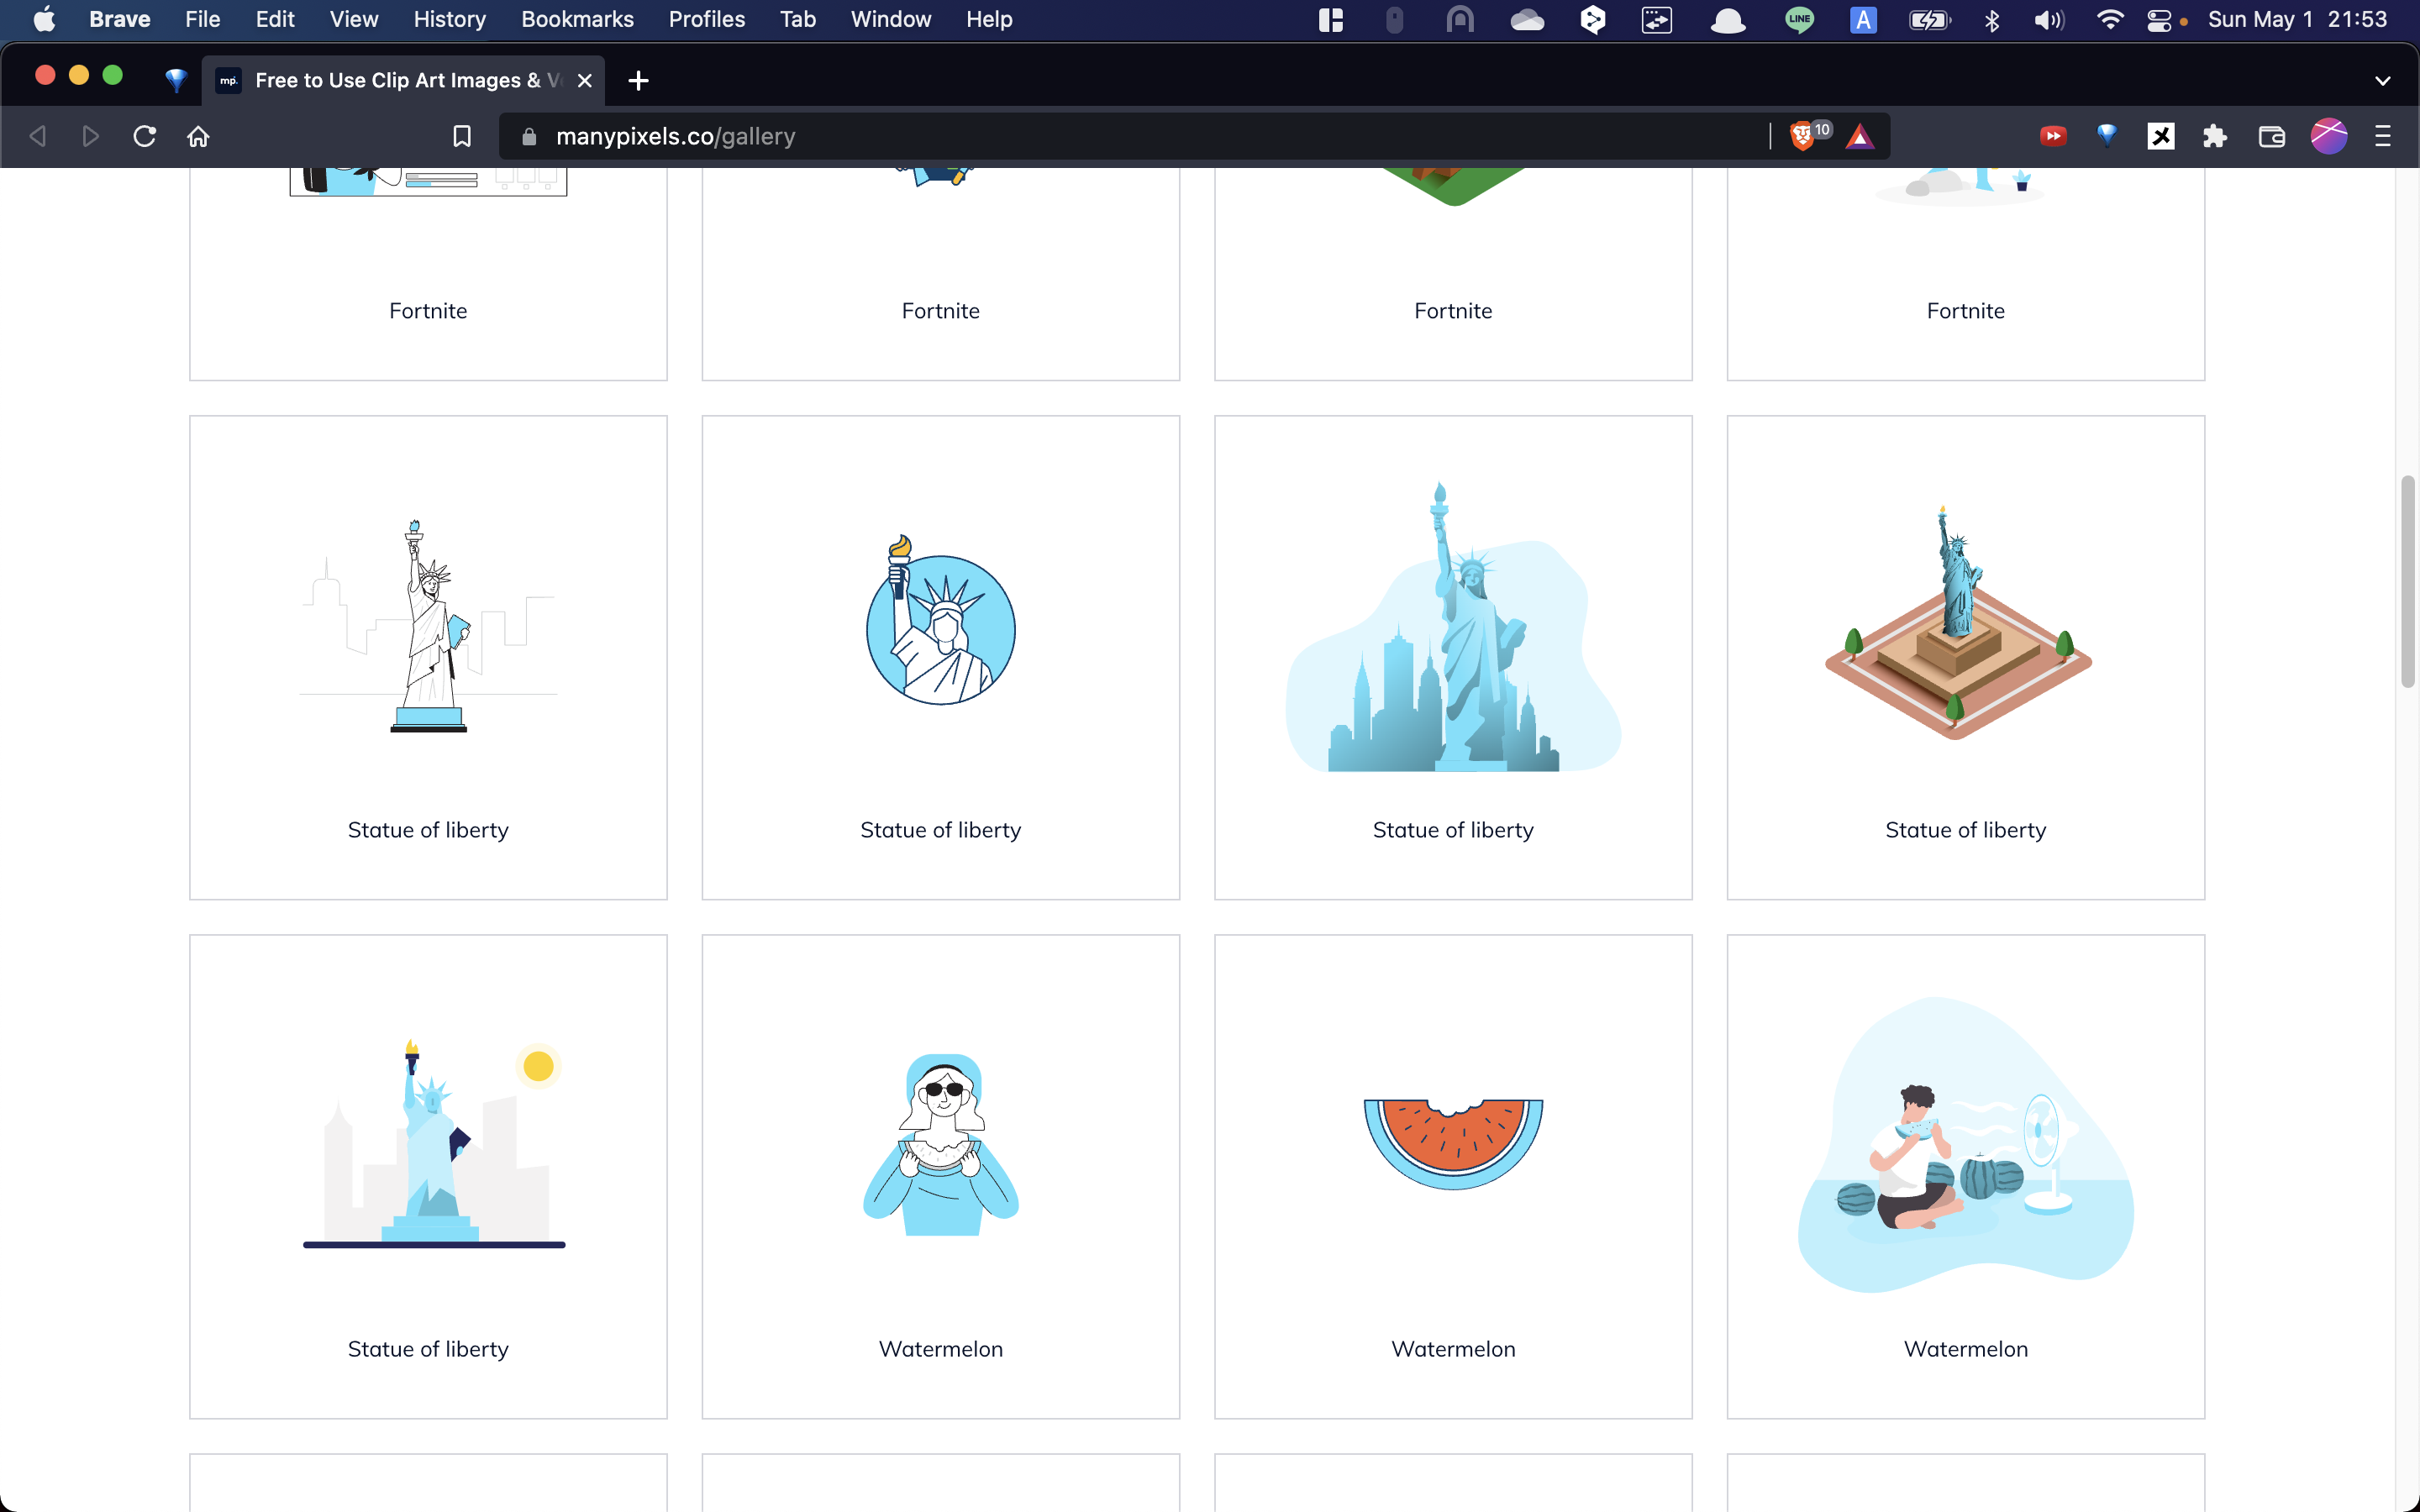 Brave File Edit View History Bookmarks Profiles Tab Window Help LINE A Sun May 1 21:53
mp. Free to Use Clip Art Images &
manypixels.co/gallery 10
Fortnite Fortnite Fortnite Fortnite
Statue of liberty Statue of liberty Statue of liberty Statue of liberty
Statue of liberty Watermelon Watermelon Watermelon